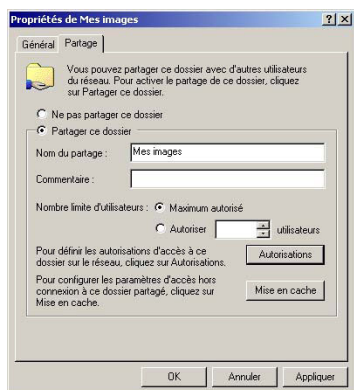 Propriétés de Mes images
Général Partage
Vous pouvez partager ce dossier avec d'autres utilisateurs
du réseau. Pour activer le partage de ce dossier, cliquez
sur Partager ce dossier.
Ne pas partager ce dossier
Partager ce dossier
Nom du partage : Mes images
Commentaire :
Nombre limite d'utilisateurs : Maximum autorisé
Autoriser utilisateurs
Pour définir les autorisations d'accès à ce
dossier sur le réseau, cliquez sur Autorisations.
Autorisations
Pour configurer les paramètres d'accès hors
connexion à ce dossier partagé, cliquez sur
Mise en cache.
Mise en cache
OK Annuler Appliquer